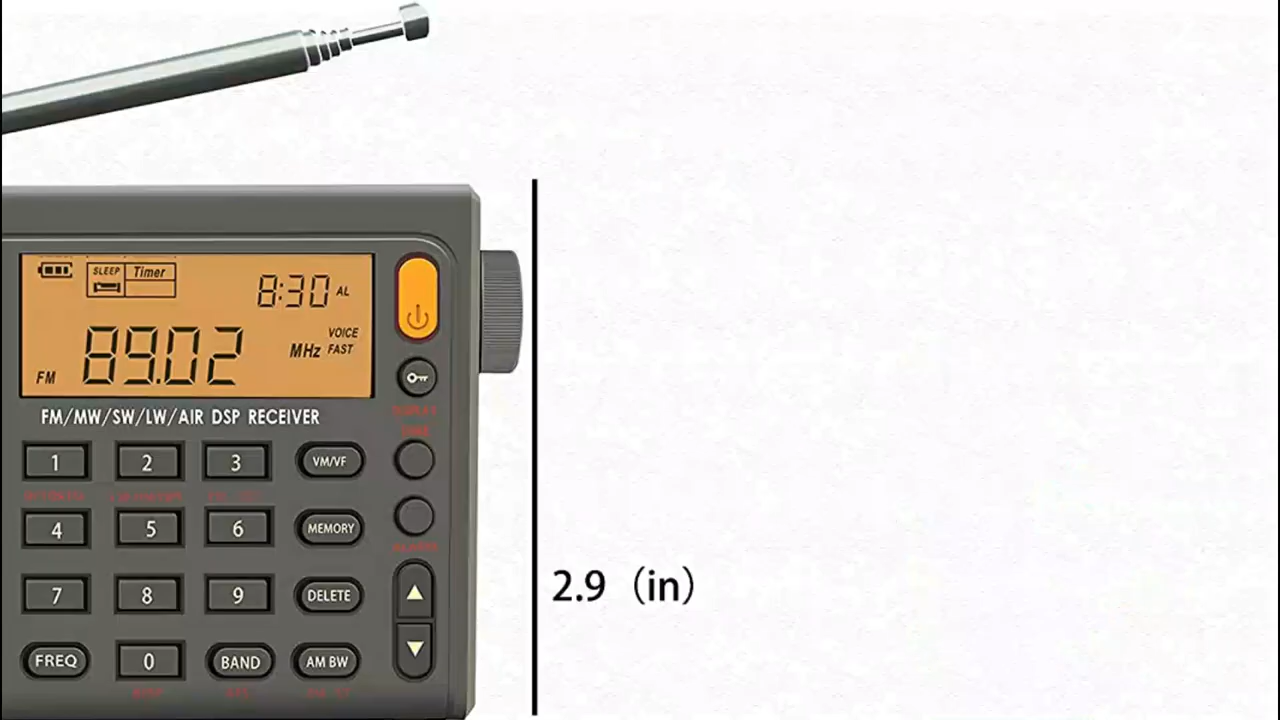 SLEEP Timer
8:30 AL
89.02 MHz VOICE FAST
FM
FM/MW/SW/LW/AIR DSP RECEIVER
1 2 3 VM/VF
4 5 6 MEMORY
7 8 9 DELETE
2.9 (in)
FREQ 0 BAND AM BW